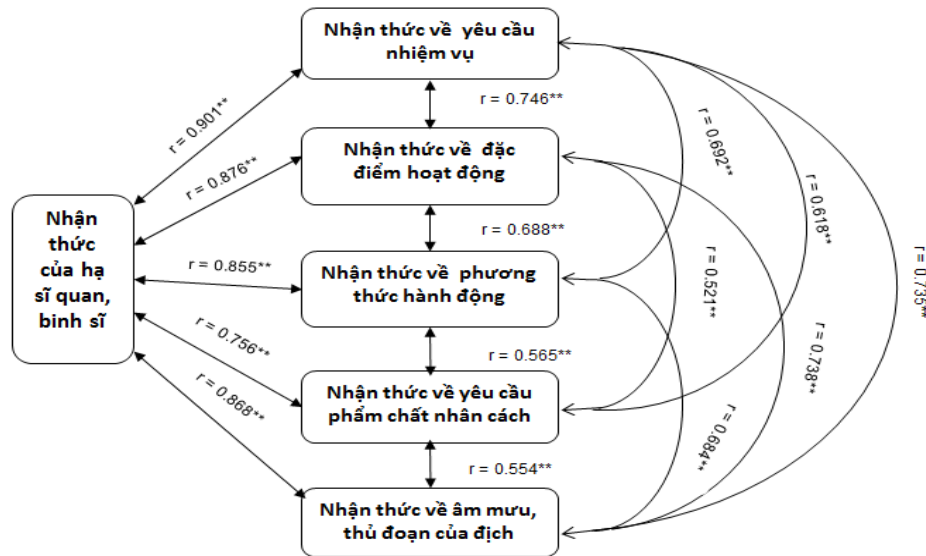 Nhận thức về yêu cầu
nhiệm vụ
r = 0.901**
r = 0.746**
r = 0.692**
Nhận thức về đặc
điểm hoạt động
r = 0.876**
r = 0.618**
Nhận
thức
của hạ
sĩ quan,
binh sĩ
r = 0.688**
r = 0.735**
r = 0.855**
Nhận thức về phương
thức hành động
r = 0.521**
r = 0.756**
r = 0.565**
r = 0.738**
Nhận thức về yêu cầu
phẩm chất nhân cách
r = 0.868**
r = 0.684**
r = 0.554**
Nhận thức về âm mưu,
thủ đoạn của địch